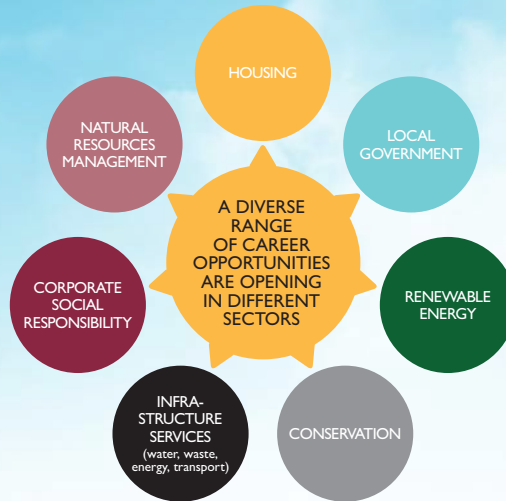 HOUSING
LOCAL
GOVERNMENT
RENEWABLE
ENERGY
CONSERVATION
INFRA-
STRUCTURE
SERVICES
(water, waste,
energy, transport)
CORPORATE
SOCIAL
RESPONSIBILITY
NATURAL
RESOURCES
MANAGEMENT
A DIVERSE
RANGE
OF CAREER
OPPORTUNITIES
ARE OPENING
IN DIFFERENT
SECTORS